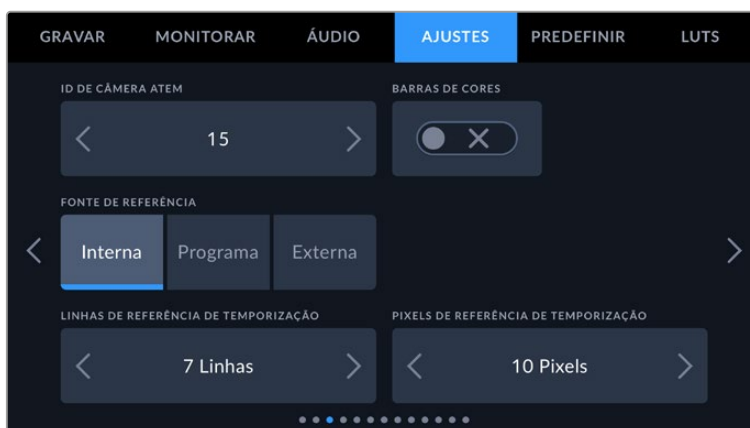 GRAVAR MONITORAR ÁUDIO AJUSTES PREDEFINIR LUTS
ID DE CÂMERA ATEM BARRAS DE CORES
15
FONTE DE REFERÊNCIA
Interna Programa Externa
LINHAS DE REFERÊNCIA DE TEMPORIZAÇÃO PIXELS DE REFERÊNCIA DE TEMPORIZAÇÃO
7 Linhas 10 Pixels